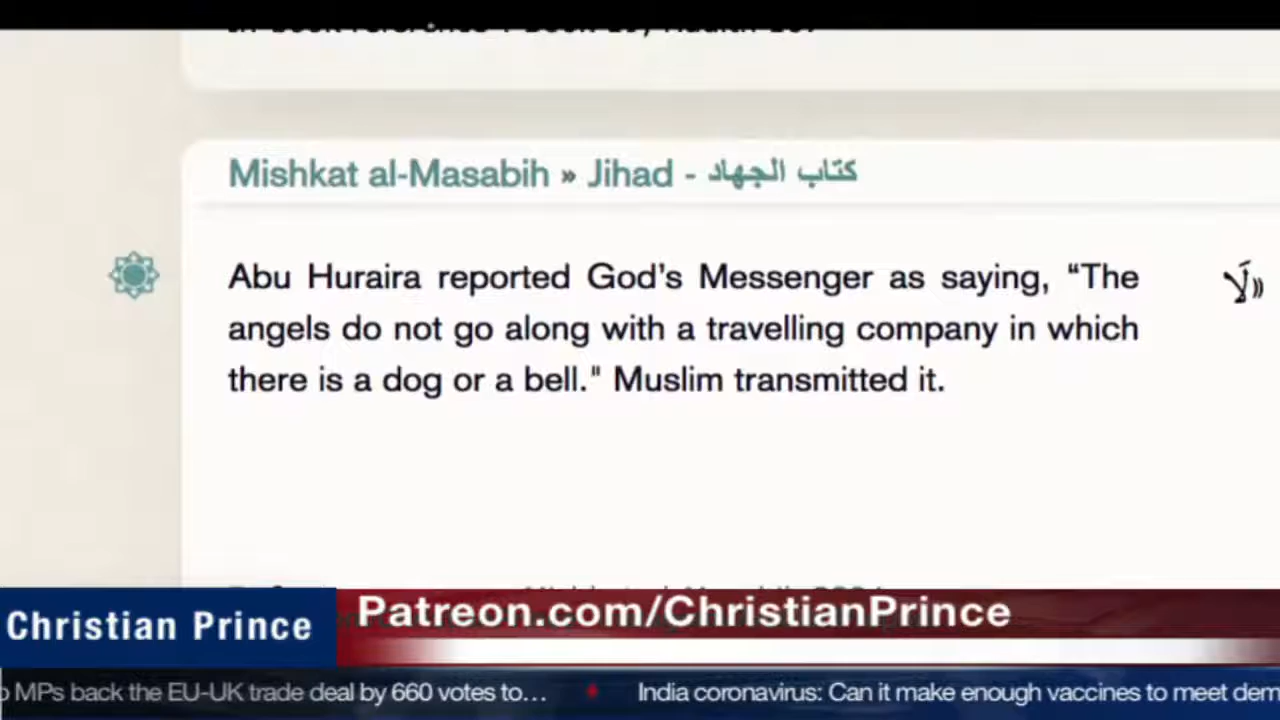 Mishkat al-Masabih » Jihad - كتاب الجهاد
Abu Huraira reported God's Messenger as saying, “The
angels do not go along with a travelling company in which
there is a dog or a bell." Muslim transmitted it.
«لَا
Patreon.com/ChristianPrince
Christian Prince
MPs back the EU-UK trade deal by 660 votes to... India coronavirus: Can it make enough vaccines to meet